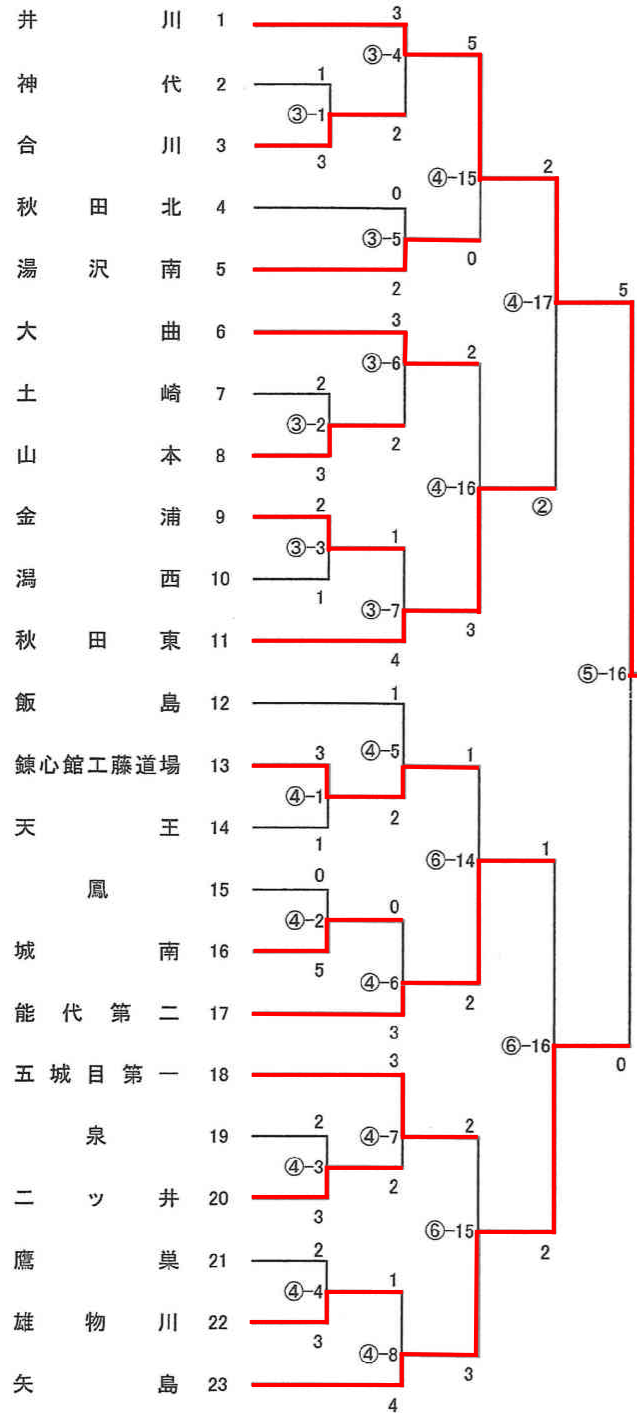 井川 1 3
③-4 5
神代 2 1
③-1
合川 3 3 2
④-15 2
秋田北 4 0
③-5 0
湯沢南 5 2
④-17 5
大曲 6 3
③-6 2
土崎 7 2
③-2 2
山本 8 3
④-16 ②
金浦 9 2
③-3 1
潟西 10 1
③-7 3
秋田東 11 4
⑤-16
飯島 12 1
④-5 1
錬心館工藤道場 13 3
④-1 2
天王 14 1
⑥-14 1
鳳 15 0
④-2 0
城南 16 5
④-6 2
能代第二 17 3
⑥-16 0
五城目第一 18 3
④-7 2
泉 19 2
④-3 2
二ッ井 20 3
⑥-15 2
鷹巣 21 2
④-4 1
雄物川 22 3
④-8 3
矢島 23 4